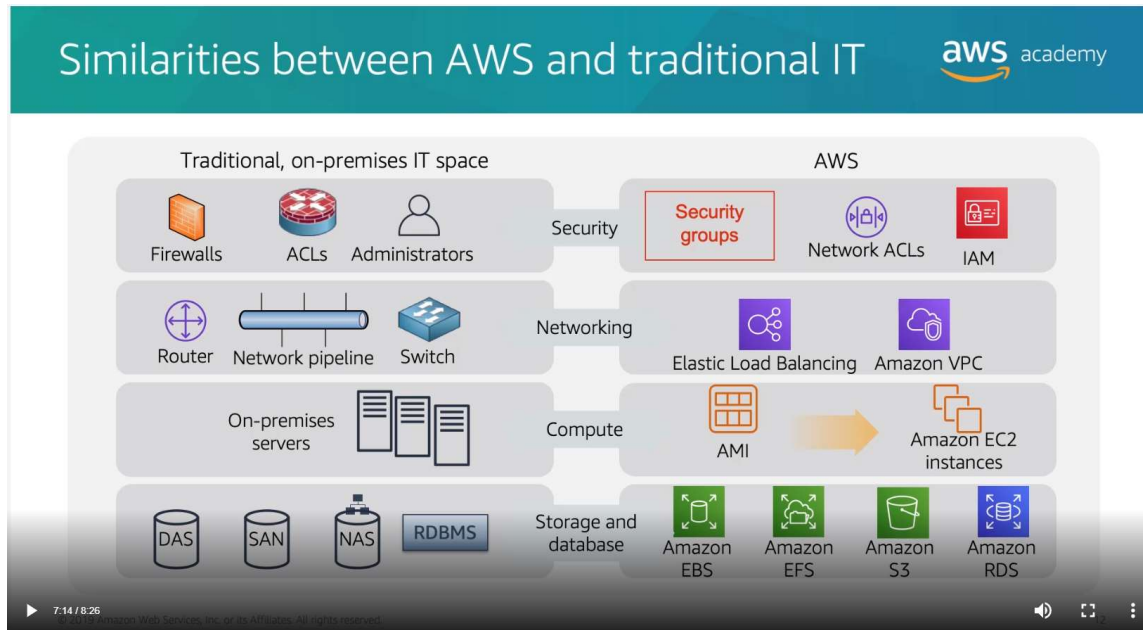 Similarities between AWS and traditional IT
aws academy
Traditional, on-premises IT space
AWS
Firewalls
ACLs
Administrators
Security
Security
groups
Network ACLs
IAM
Router
Network pipeline
Switch
Networking
Elastic Load Balancing
Amazon VPC
On-premises
servers
Compute
AMI
Amazon EC2
instances
DAS
SAN
NAS
RDBMS
Storage and
database
Amazon
EBS
Amazon
EFS
Amazon
S3
Amazon
RDS
7:14 / 8:26
© 2019 Amazon Web Services, Inc. or its Affiliates. All rights reserved.
12